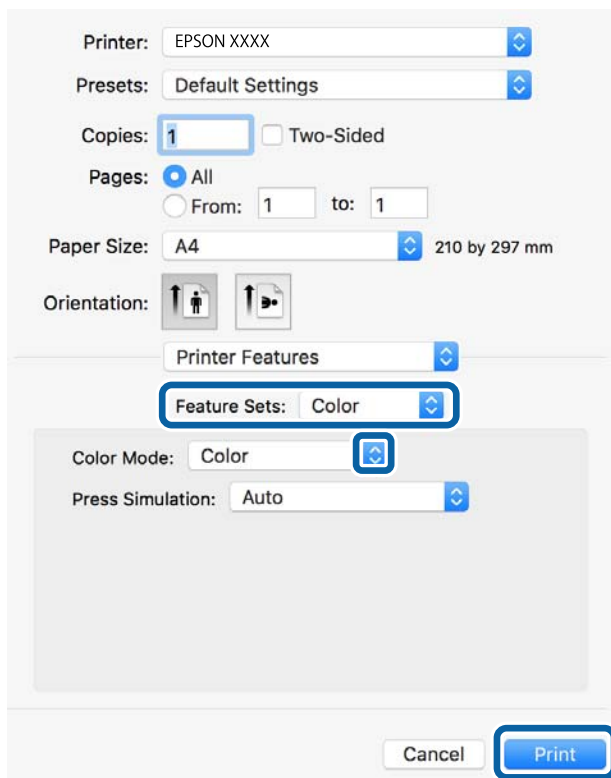 Printer: EPSON XXXX
Presets: Default Settings
Copies: 1 Two-Sided
Pages: All
From: 1 to: 1
Paper Size: A4 210 by 297 mm
Orientation:
Printer Features
Feature Sets: Color
Color Mode: Color
Press Simulation: Auto
Cancel Print